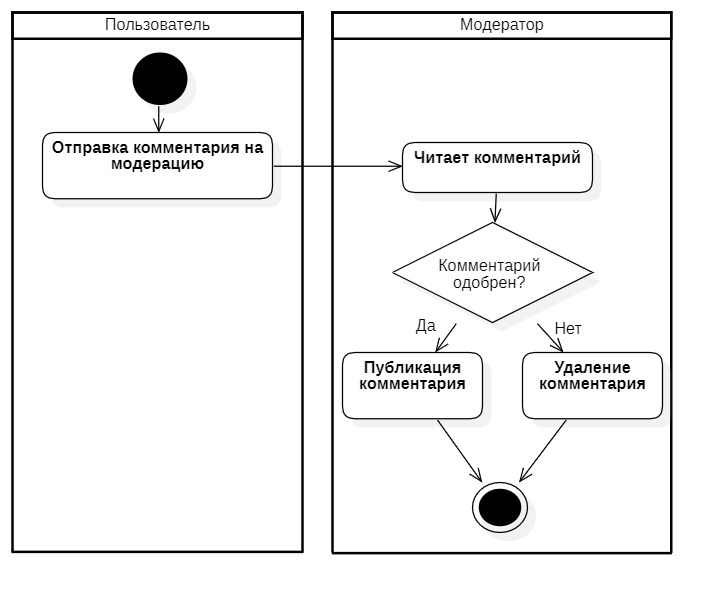 Пользователь
Модератор
Отправка комментария на
модерацию
Читает комментарий
Комментарий
одобрен?
Да
Нет
Публикация
комментария
Удаление
комментария